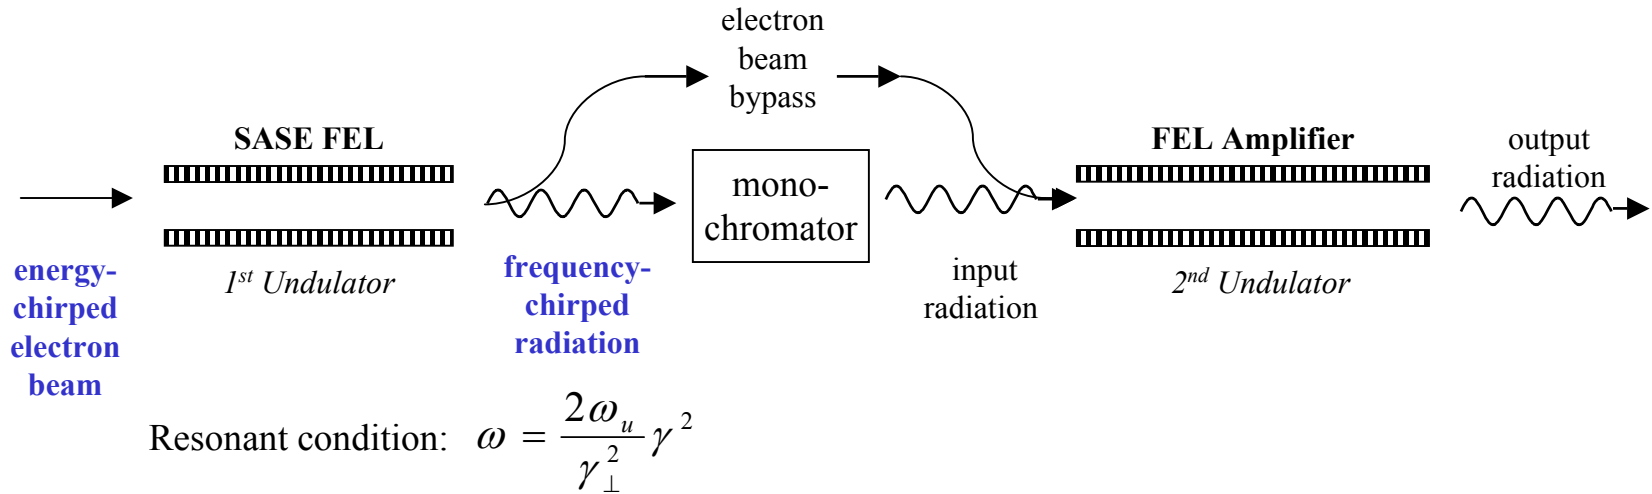 electron
beam
bypass
SASE FEL
FEL Amplifier
output
radiation
mono-
chromator
energy-
chirped
electron
beam
1st Undulator
frequency-
chirped
radiation
input
radiation
2nd Undulator
Resonant condition: ω = 2ω_u / γ_⊥^2 γ^2